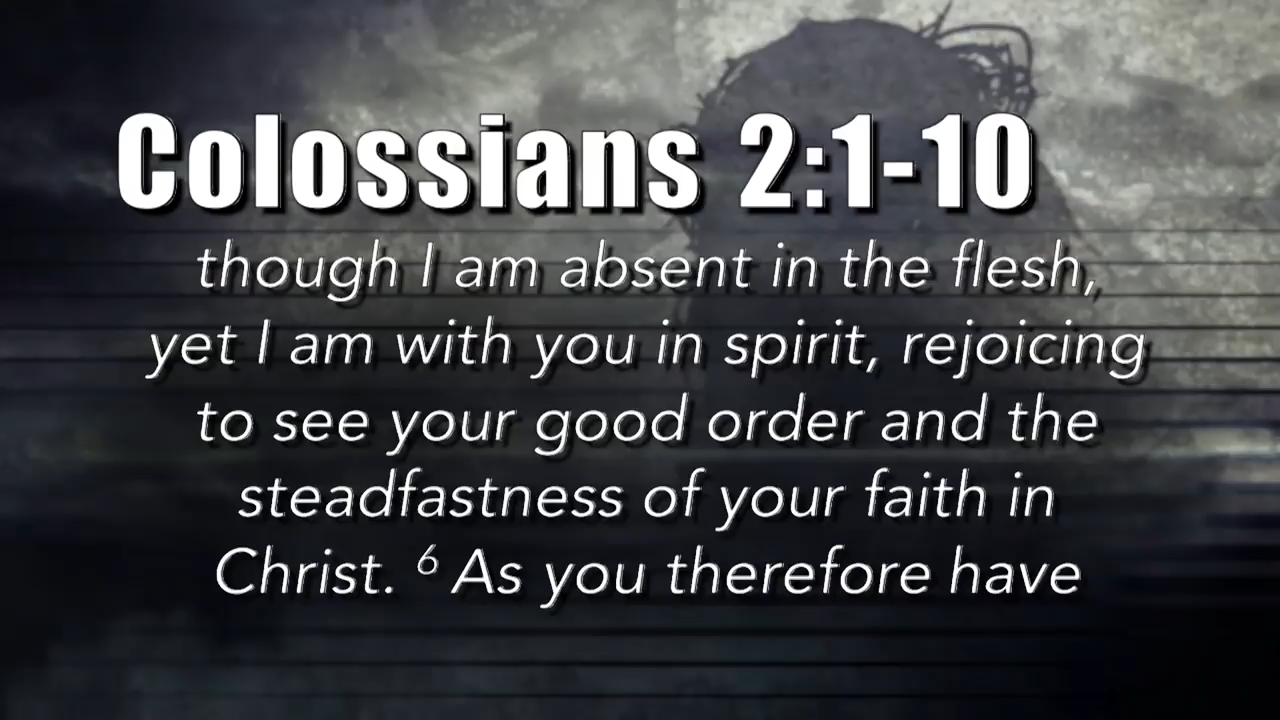 Colossians 2:1-10
though I am absent in the flesh,
yet I am with you in spirit, rejoicing
to see your good order and the
steadfastness of your faith in
Christ. ⁶ As you therefore have